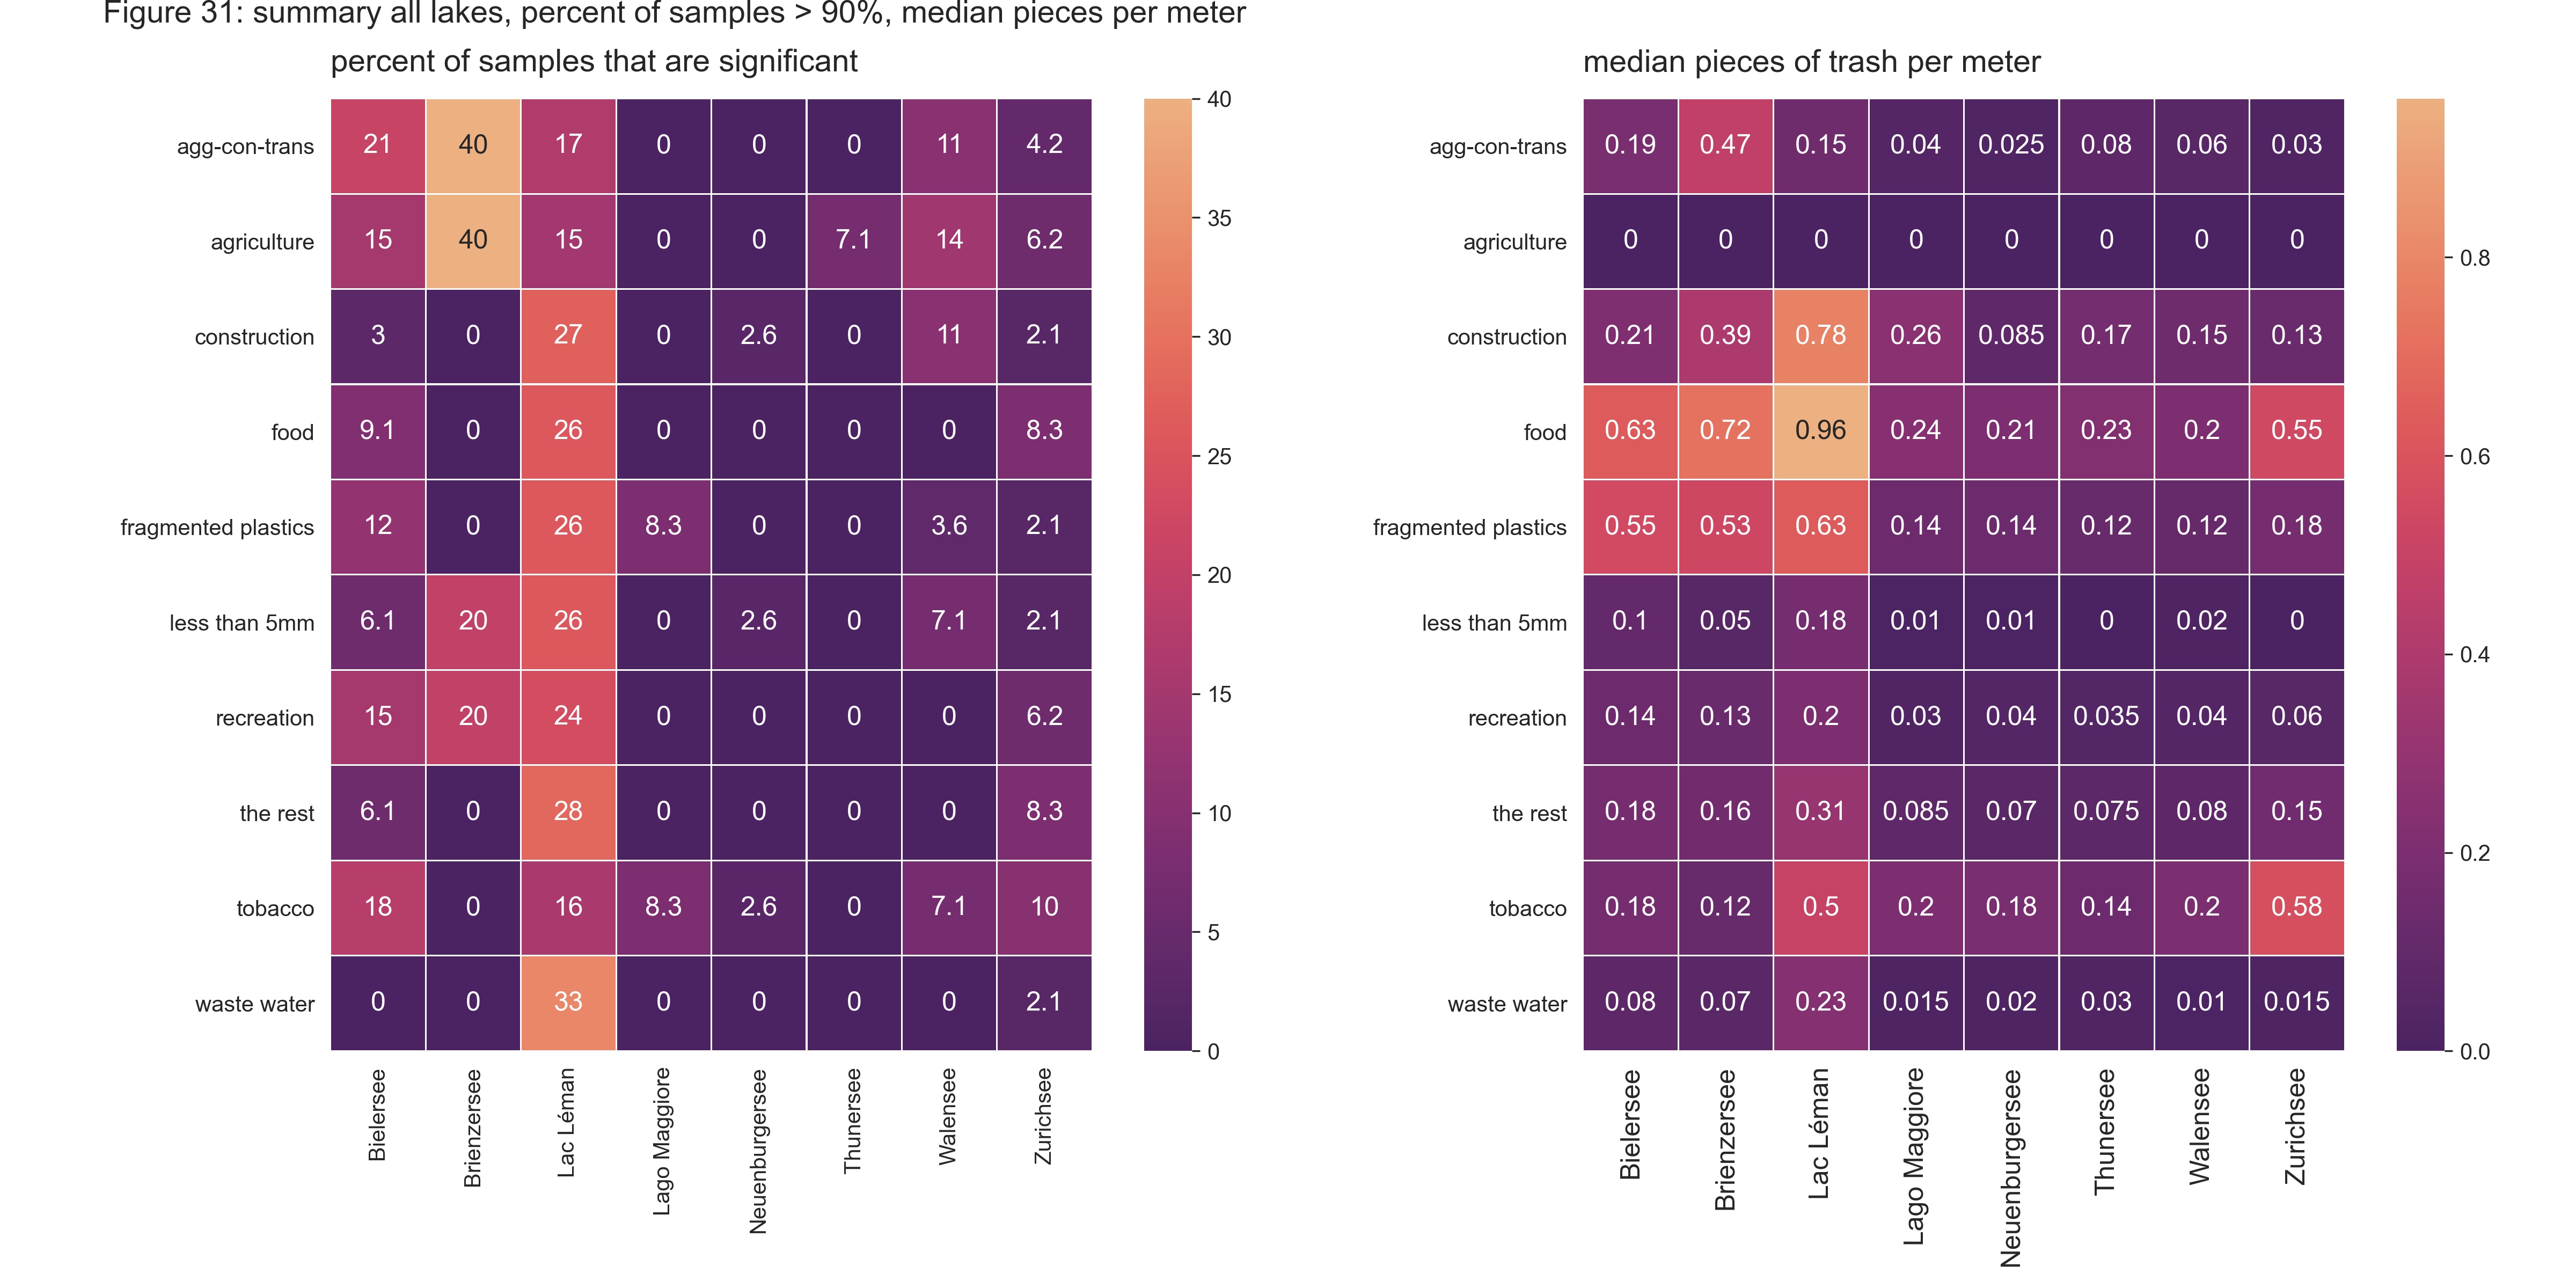 Figure 31: summary all lakes, percent of samples > 90%, median pieces per meter
percent of samples that are significant
agg-con-trans 21 40 17 0 0 0 11 4.2
agriculture 15 40 15 0 0 7.1 14 6.2
construction 3 0 27 0 2.6 0 11 2.1
food 9.1 0 26 0 0 0 0 8.3
fragmented plastics 12 0 26 8.3 0 0 3.6 2.1
less than 5mm 6.1 20 26 0 2.6 0 7.1 2.1
recreation 15 20 24 0 0 0 0 6.2
the rest 6.1 0 28 0 0 0 0 8.3
tobacco 18 0 16 8.3 2.6 0 7.1 10
waste water 0 0 33 0 0 0 0 2.1
Bielersee
Brienzersee
Lac Léman
Lago Maggiore
Neuenburgersee
Thunersee
Walensee
Zurichsee
40
35
30
25
20
15
10
5
0
median pieces of trash per meter
agg-con-trans 0.19 0.47 0.15 0.04 0.025 0.08 0.06 0.03
agriculture 0 0 0 0 0 0 0 0
construction 0.21 0.39 0.78 0.26 0.085 0.17 0.15 0.13
food 0.63 0.72 0.96 0.24 0.21 0.23 0.2 0.55
fragmented plastics 0.55 0.53 0.63 0.14 0.14 0.12 0.12 0.18
less than 5mm 0.1 0.05 0.18 0.01 0.01 0 0.02 0
recreation 0.14 0.13 0.2 0.03 0.04 0.035 0.04 0.06
the rest 0.18 0.16 0.31 0.085 0.07 0.075 0.08 0.15
tobacco 0.18 0.12 0.5 0.2 0.18 0.14 0.2 0.58
waste water 0.08 0.07 0.23 0.015 0.02 0.03 0.01 0.015
Bielersee
Brienzersee
Lac Léman
Lago Maggiore
Neuenburgersee
Thunersee
Walensee
Zurichsee
0.8
0.6
0.4
0.2
0.0